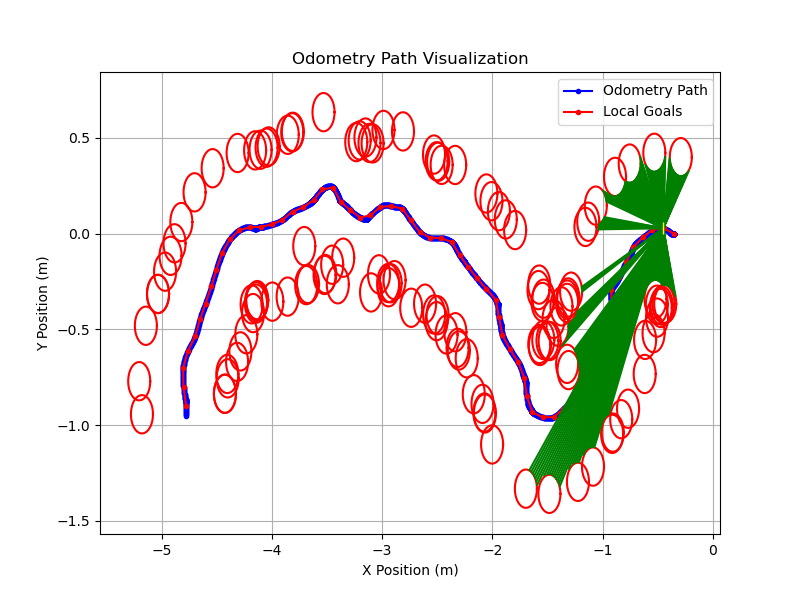 Odometry Path Visualization
Odometry Path
Local Goals
Y Position (m)
0.5
0.0
−0.5
−1.0
−1.5
−5
−4
−3
−2
−1
0
X Position (m)